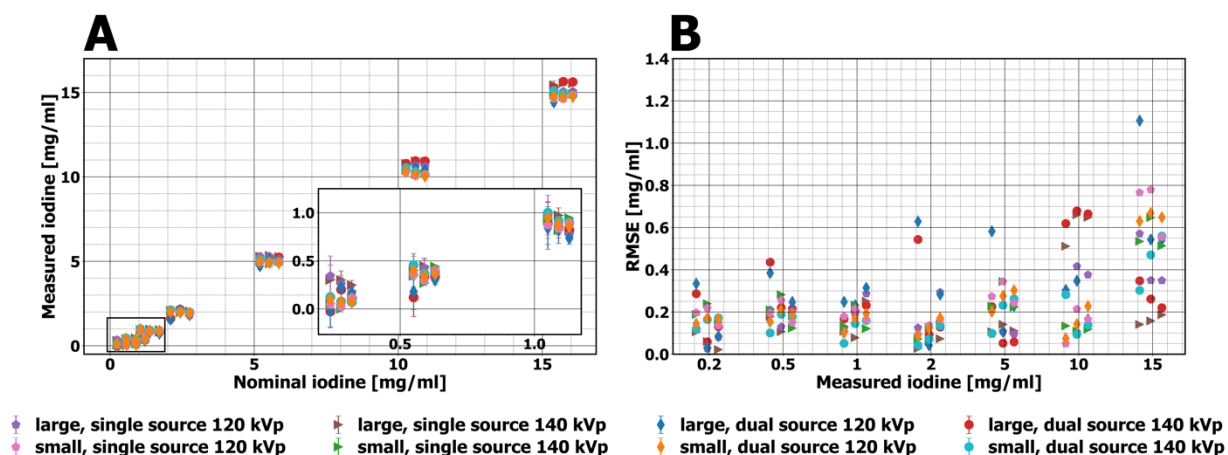 A
B
Measured iodine [mg/ml]
15
10
5
0
1.0
0.5
0.0
0.5
1.0
0
5
10
15
Nominal iodine [mg/ml]
RMSE [mg/ml]
1.4
1.2
1.0
0.8
0.6
0.4
0.2
0.0
0.2
0.5
1
2
5
10
15
Measured iodine [mg/ml]
large, single source 120 kVp
large, single source 140 kVp
large, dual source 120 kVp
large, dual source 140 kVp
small, single source 120 kVp
small, single source 140 kVp
small, dual source 120 kVp
small, dual source 140 kVp